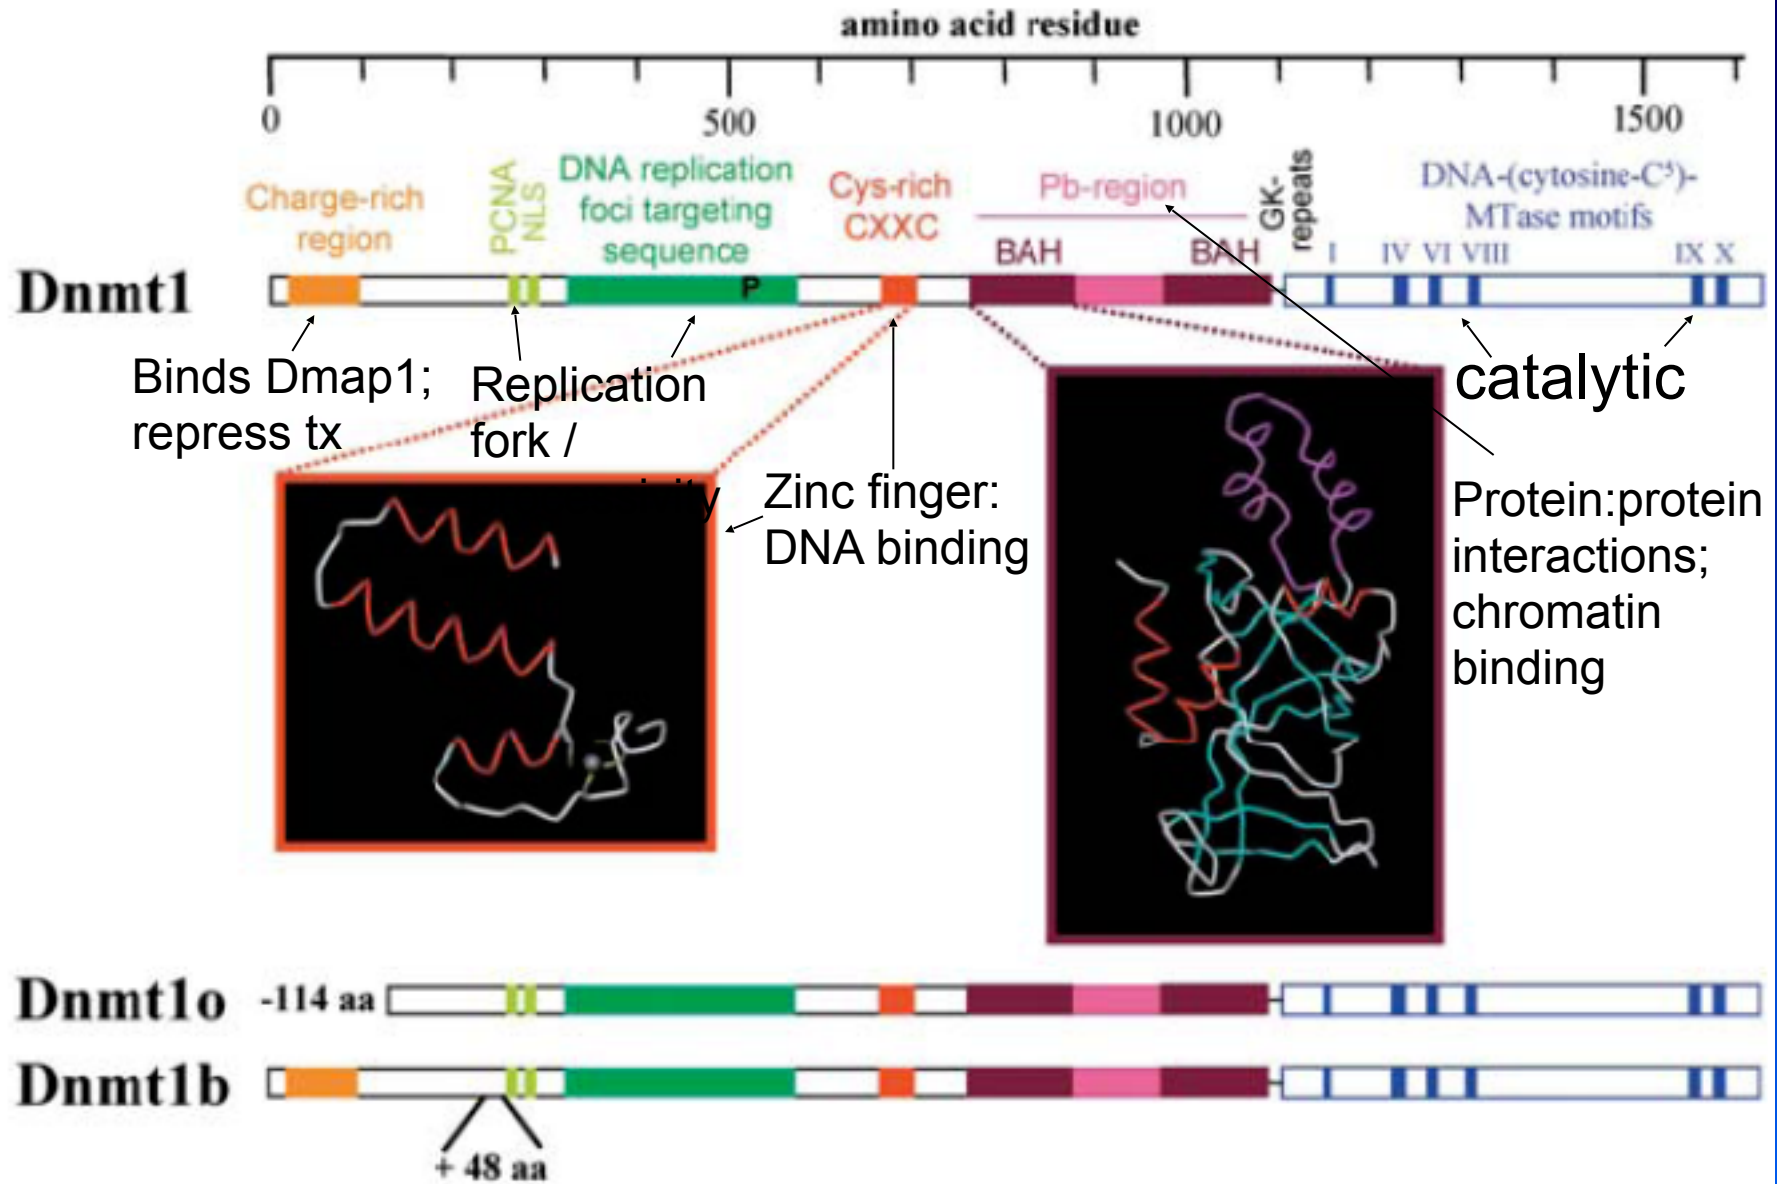 amino acid residue
0
500
1000
1500
Charge-rich
region
PCNA
NLS
DNA replication
foci targeting
sequence
Cys-rich
CXXC
Pb-region
BAH
BAH
GK-
repeats
DNA-(cytosine-C⁵)-
MTase motifs
I
IV
VI
VIII
IX
X
Dnmt1
P
Binds Dmap1;
repress tx
Replication
fork /
Zinc finger:
DNA binding
catalytic
Protein:protein
interactions;
chromatin
binding
Dnmt1o
-114 aa
Dnmt1b
+ 48 aa